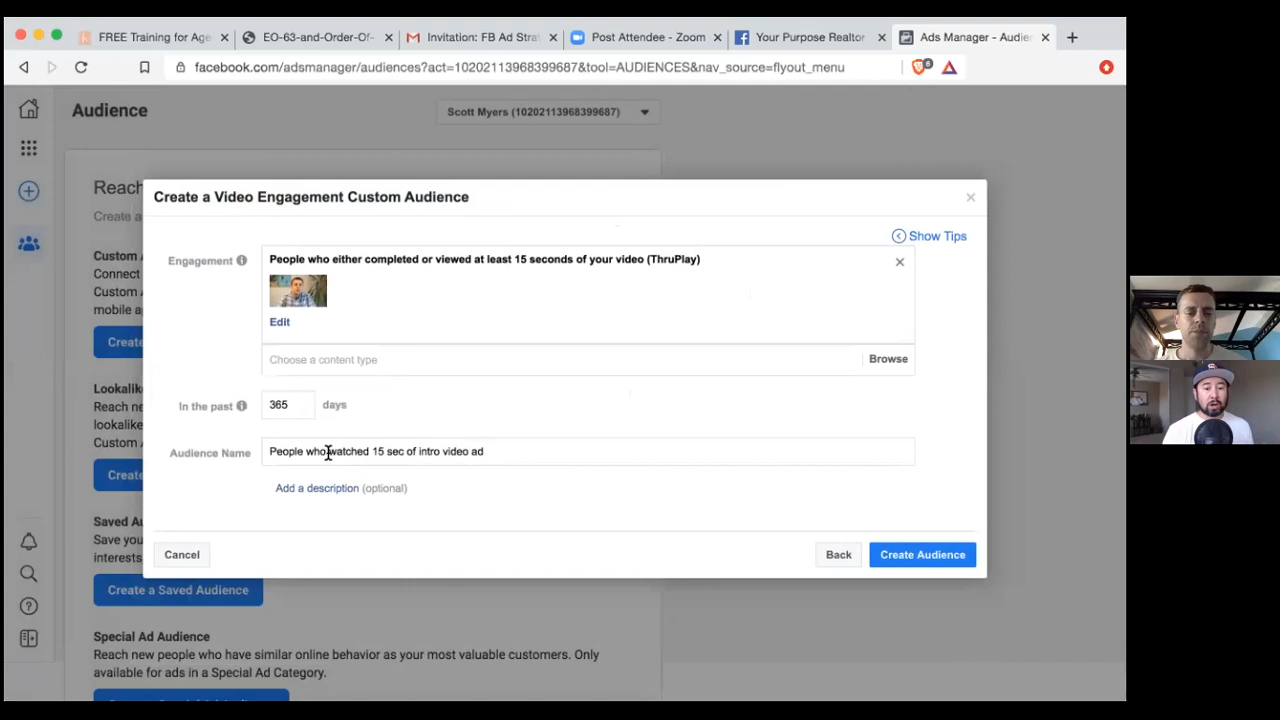 FREE Training for Age
EO-63-and-Order-Of-
Invitation: FB Ad Stra
Post Attendee - Zoom
Your Purpose Realtor
Ads Manager - Audien
facebook.com/adsmanager/audiences?act=10202113968399687&tool=AUDIENCES&nav_source=flyout_menu
6
Audience
Scott Myers (10202113968399687)
Reac
Create a
Create a Video Engagement Custom Audience
Show Tips
Custom A
Connect
Custom A
mobile a
Create
Engagement
People who either completed or viewed at least 15 seconds of your video (ThruPlay)
Edit
Choose a content type
Browse
Lookalik
Reach ne
lookalike
Custom A
Create
In the past
365
days
Audience Name
People who watched 15 sec of intro video ad
Add a description (optional)
Saved Au
Save you
interests
Cancel
Back
Create Audience
Create a Saved Audience
Special Ad Audience
Reach new people who have similar online behavior as your most valuable customers. Only
available for ads in a Special Ad Category.